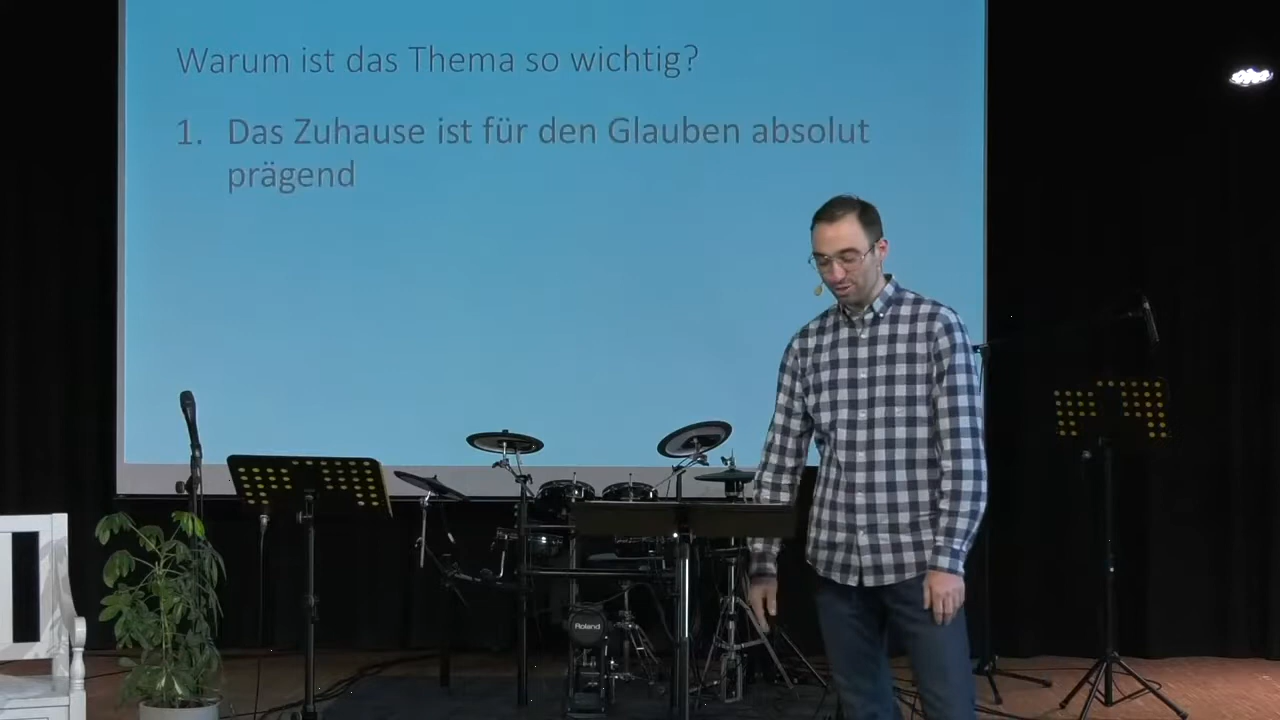 Warum ist das Thema so wichtig?
1. Das Zuhause ist für den Glauben absolut
prägend
Roland